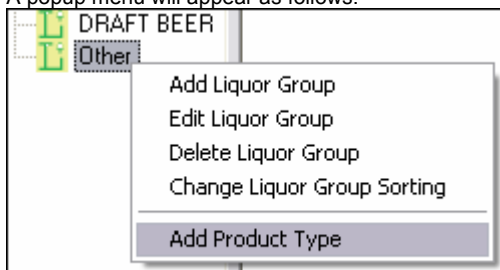 A popup menu will appear as follows:
DRAFT BEER
Other
Add Liquor Group
Edit Liquor Group
Delete Liquor Group
Change Liquor Group Sorting
Add Product Type